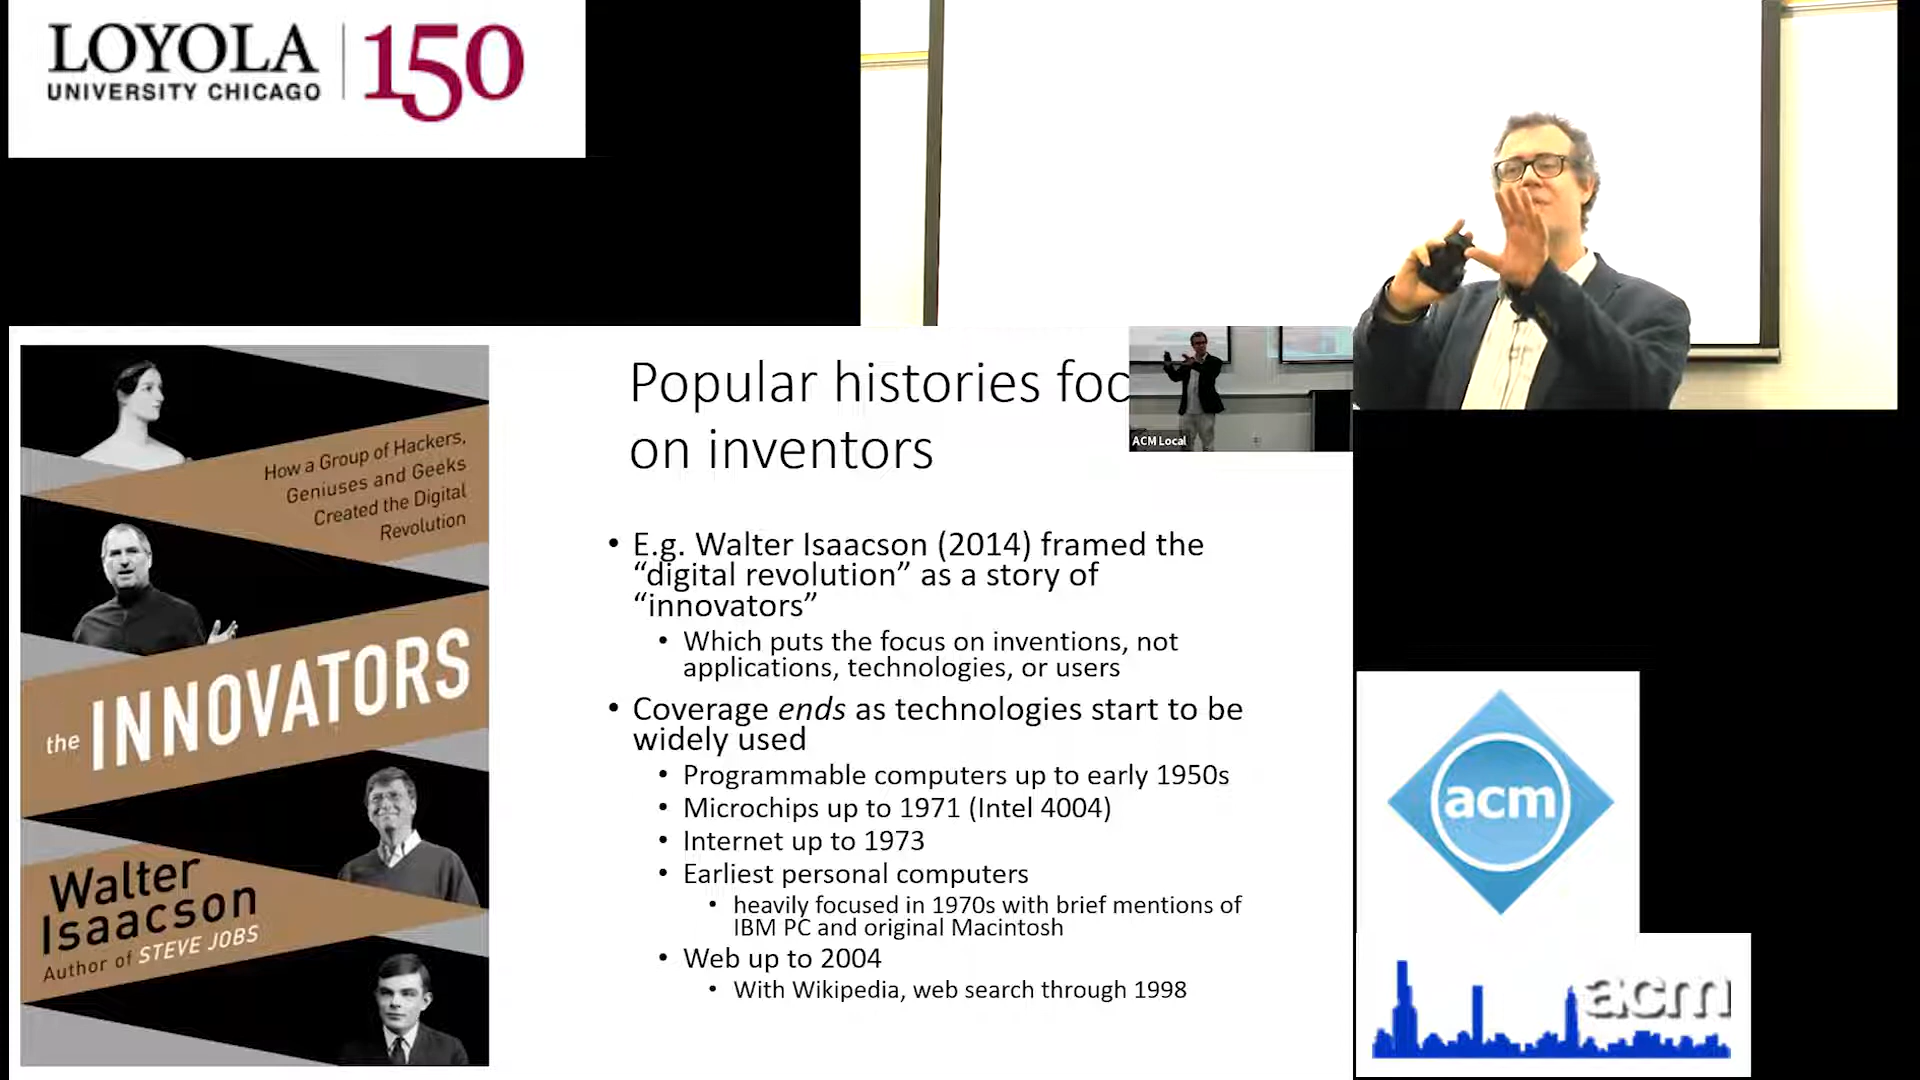 LOYOLA
UNIVERSITY CHICAGO
150
How a Group of Hackers,
Geniuses and Geeks
Created the Digital
Revolution
the INNOVATORS
Walter
Isaacson
Author of STEVE JOBS
Popular histories foc
on inventors
ACM Local
• E.g. Walter Isaacson (2014) framed the
“digital revolution” as a story of
“innovators”
• Which puts the focus on inventions, not
applications, technologies, or users
• Coverage ends as technologies start to be
widely used
• Programmable computers up to early 1950s
• Microchips up to 1971 (Intel 4004)
• Internet up to 1973
• Earliest personal computers
• heavily focused in 1970s with brief mentions of
IBM PC and original Macintosh
• Web up to 2004
• With Wikipedia, web search through 1998
acm
acm